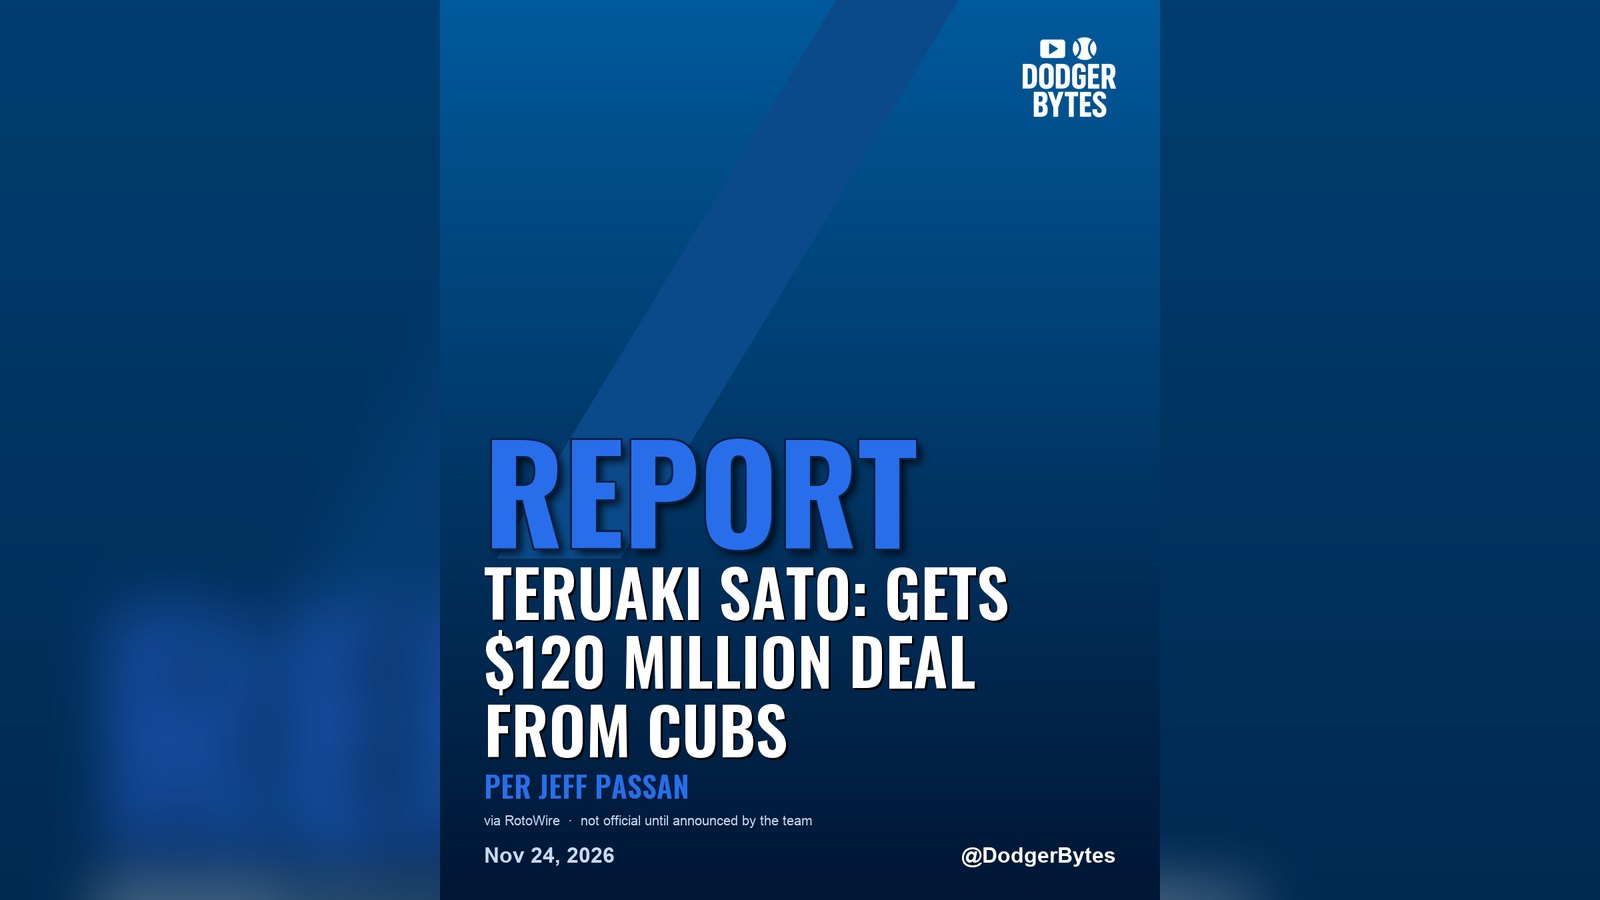 DODGER
BYTES
REPORT
TERUAKI SATO: GETS
$120 MILLION DEAL
FROM CUBS
PER JEFF PASSAN
via RotoWire · not official until announced by the team
Nov 24, 2026
@DodgerBytes